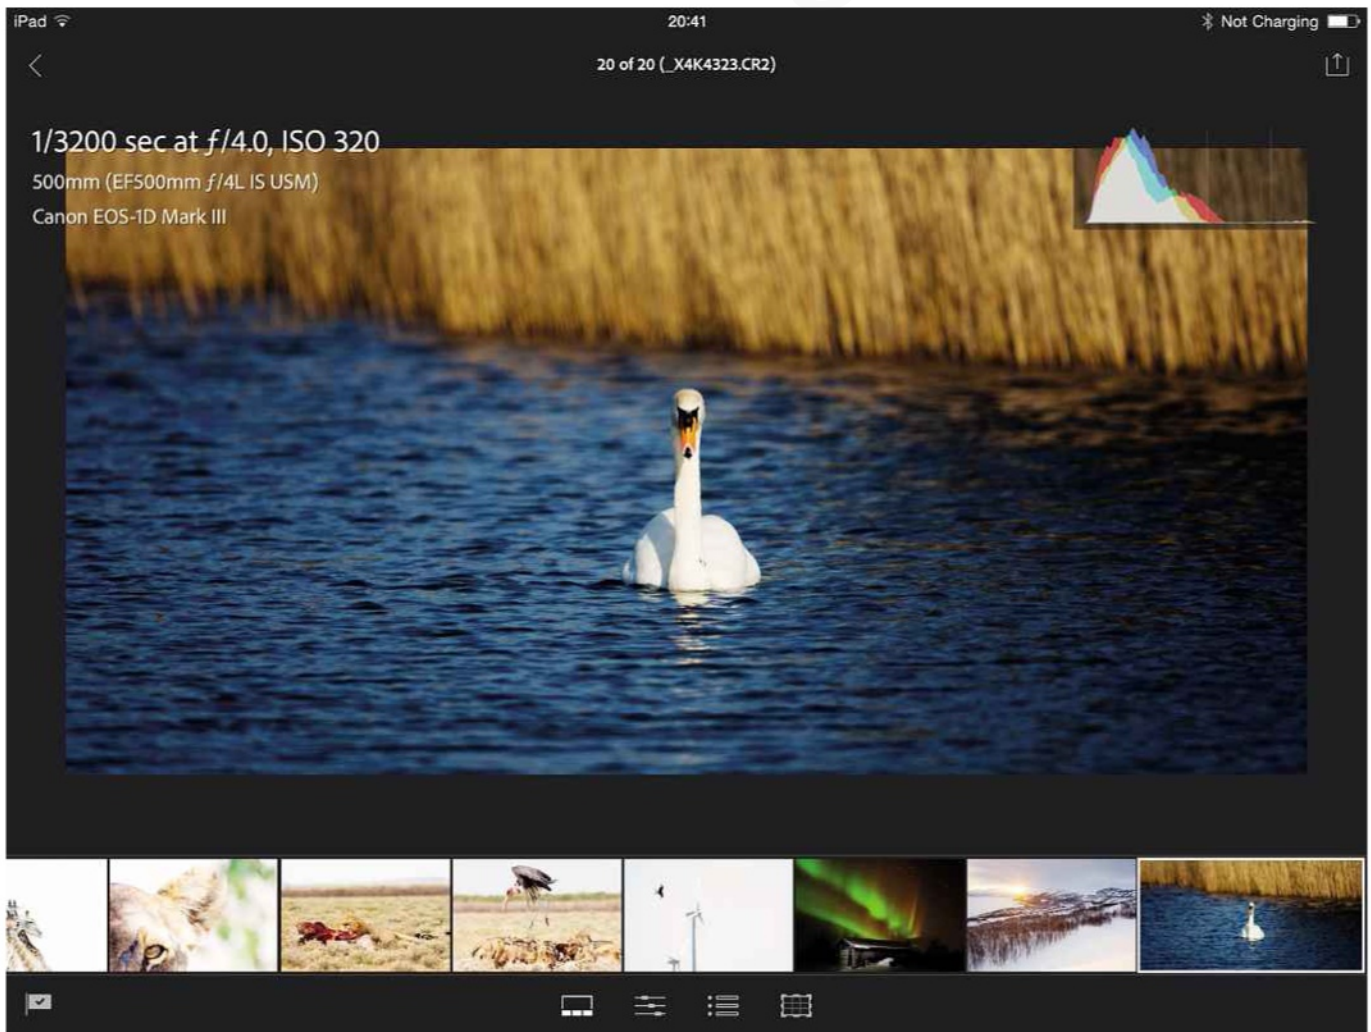 iPad 20:41 Not Charging
20 of 20 (_X4K4323.CR2)
1/3200 sec at ƒ/4.0, ISO 320
500mm (EF500mm ƒ/4L IS USM)
Canon EOS-1D Mark III